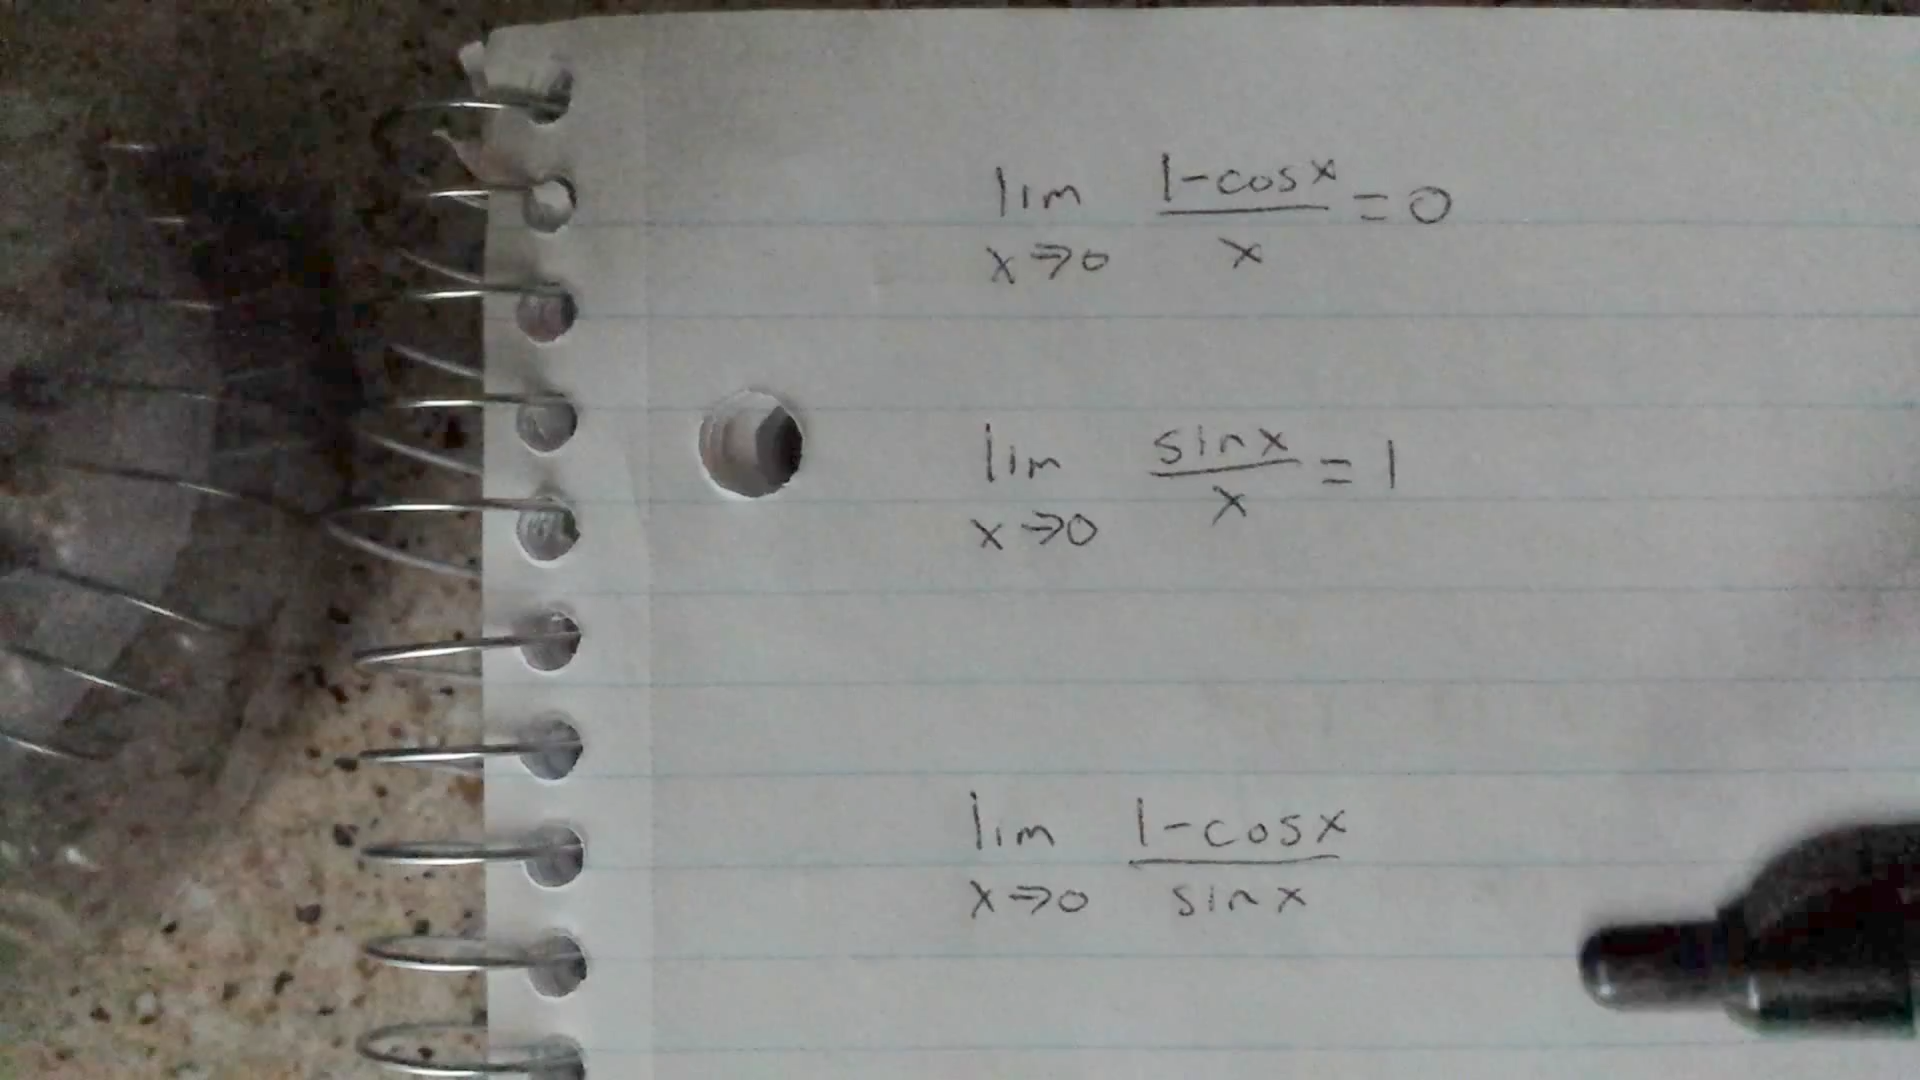 lim 1-cosx / x = 0
x→0
lim sinx / x = 1
x→0
lim 1-cosx / sinx
x→0